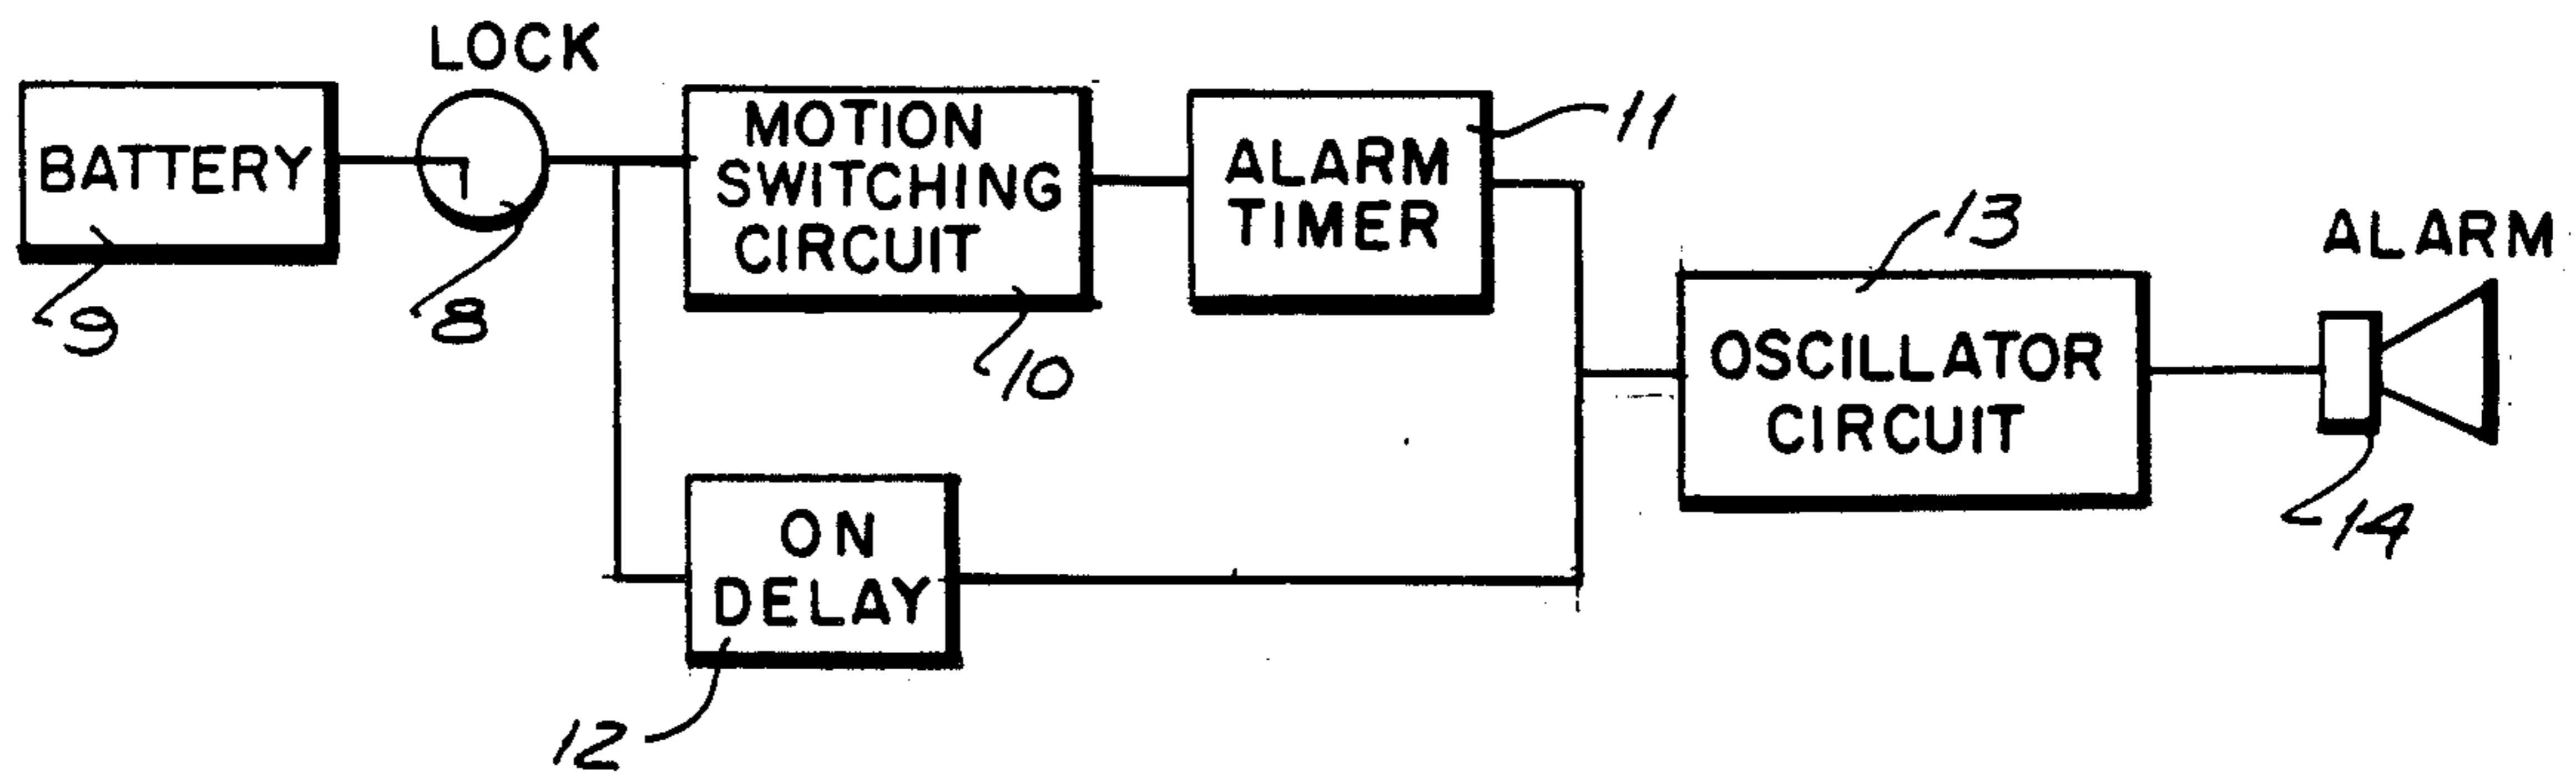 LOCK
BATTERY
MOTION
SWITCHING
CIRCUIT
ALARM
TIMER
11
13
ALARM
9
8
10
OSCILLATOR
CIRCUIT
14
ON
DELAY
12